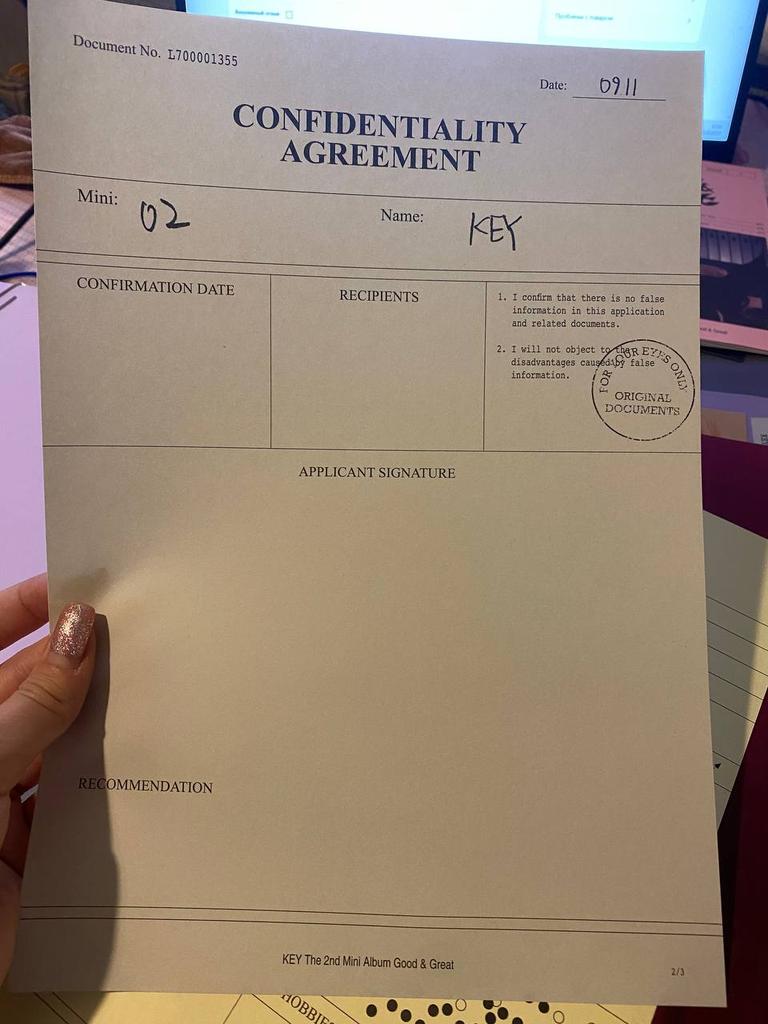 Document No. L700001355
Date: 0911
CONFIDENTIALITY
AGREEMENT
Mini: 02
Name: KEY
CONFIRMATION DATE
RECIPIENTS
1. I confirm that there is no false
information in this application
and related documents.
2. I will not object to the
disadvantages caused by false
information.
FOR YOUR EYES ONLY
ORIGINAL
DOCUMENTS
APPLICANT SIGNATURE
RECOMMENDATION
KEY The 2nd Mini Album Good & Great
2/3
HOBBIES